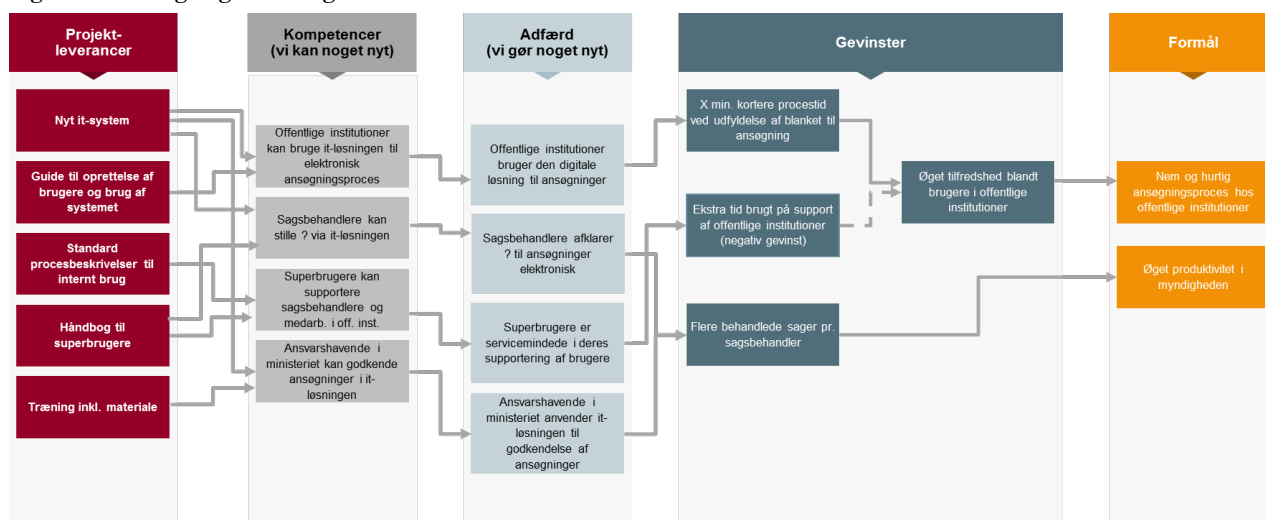 Projekt-
leverancer
Kompetencer
(vi kan noget nyt)
Adfærd
(vi gør noget nyt)
Gevinster
Formål
Nyt it-system
Guide til oprettelse af
brugere og brug af
systemet
Standard
procesbeskrivelser til
internt brug
Håndbog til
superbrugere
Træning inkl. materiale
Offentlige institutioner
kan bruge it-løsningen til
elektronisk
ansøgningsproces
Sagsbehandlere kan
stille ? via it-løsningen
Superbrugere kan
supportere
sagsbehandlere og
medarb. i off. inst.
Ansvarshavende i
ministeriet kan godkende
ansøgninger i it-
løsningen
Offentlige institutioner
bruger den digitale
løsning til ansøgninger
Sagsbehandlere afklarer
? til ansøgninger
elektronisk
Superbrugere er
servicemindede i deres
supportering af brugere
Ansvarshavende i
ministeriet anvender it-
løsningen til
godkendelse af
ansøgninger
X min. kortere procestid
ved udfyldelse af blanket til
ansøgning
Ekstra tid brugt på support
af offentlige institutioner
(negativ gevinst)
Flere behandlede sager pr.
sagsbehandler
Øget tilfredshed blandt
brugere i offentlige
institutioner
Nem og hurtig
ansøgningsproces hos
offentlige institutioner
Øget produktivitet i
myndigheden